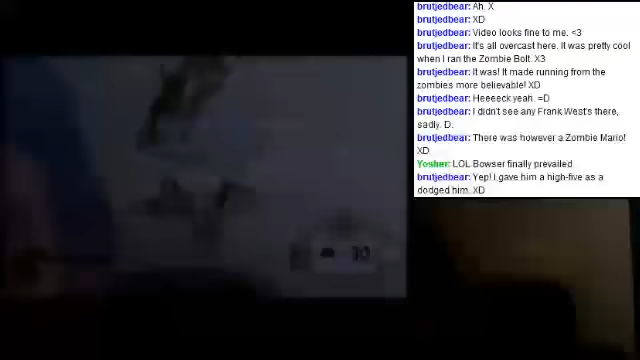 brutjedbear: Ah. X
brutjedbear: XD
brutjedbear: Video looks fine to me. <3
brutjedbear: It's all overcast here. It was pretty cool
when I ran the Zombie Bolt. X3
brutjedbear: It was! It made running from the
zombies more believable! XD
brutjedbear: Heeeeck yeah. =D
brutjedbear: I didn't see any Frank West's there,
sadly. D:
brutjedbear: There was however a Zombie Mario!
XD
Yosher: LOL Bowser finally prevailed
brutjedbear: Yep! I gave him a high-five as a
dodged him. XD